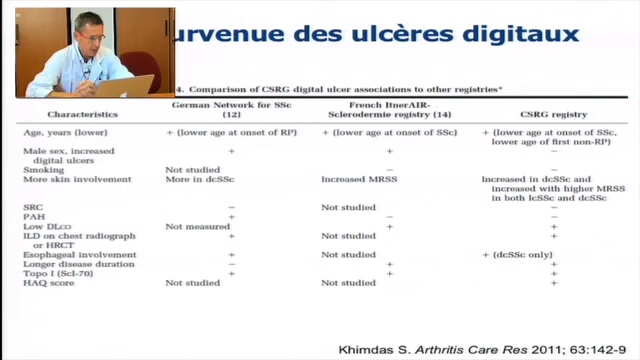 urvenue des ulcères digitaux
4. Comparison of CSRG digital ulcer associations to other registries*
Characteristics
German Network for SSc (12)
French ItnerAIR-Sclerodermie registry (14)
CSRG registry
Age, years (lower) + (lower age at onset of RP) + (lower age at onset of SSc) + (lower age at onset of SSc, lower age of first non-RP)
Male sex, increased digital ulcers + + −
Smoking Not studied − −
More skin involvement More in dcSSc Increased MRSS Increased in dcSSc and increased with higher MRSS in both lcSSc and dcSSc
SRC − Not studied −
PAH + − −
Low DLCO Not measured + +
ILD on chest radiograph or HRCT + Not studied +
Esophageal involvement + Not studied + (dcSSc only)
Longer disease duration − + +
Topo I (Scl-70) + + +
HAQ score Not studied Not studied +
Khimdas S. Arthritis Care Res 2011; 63:142-9